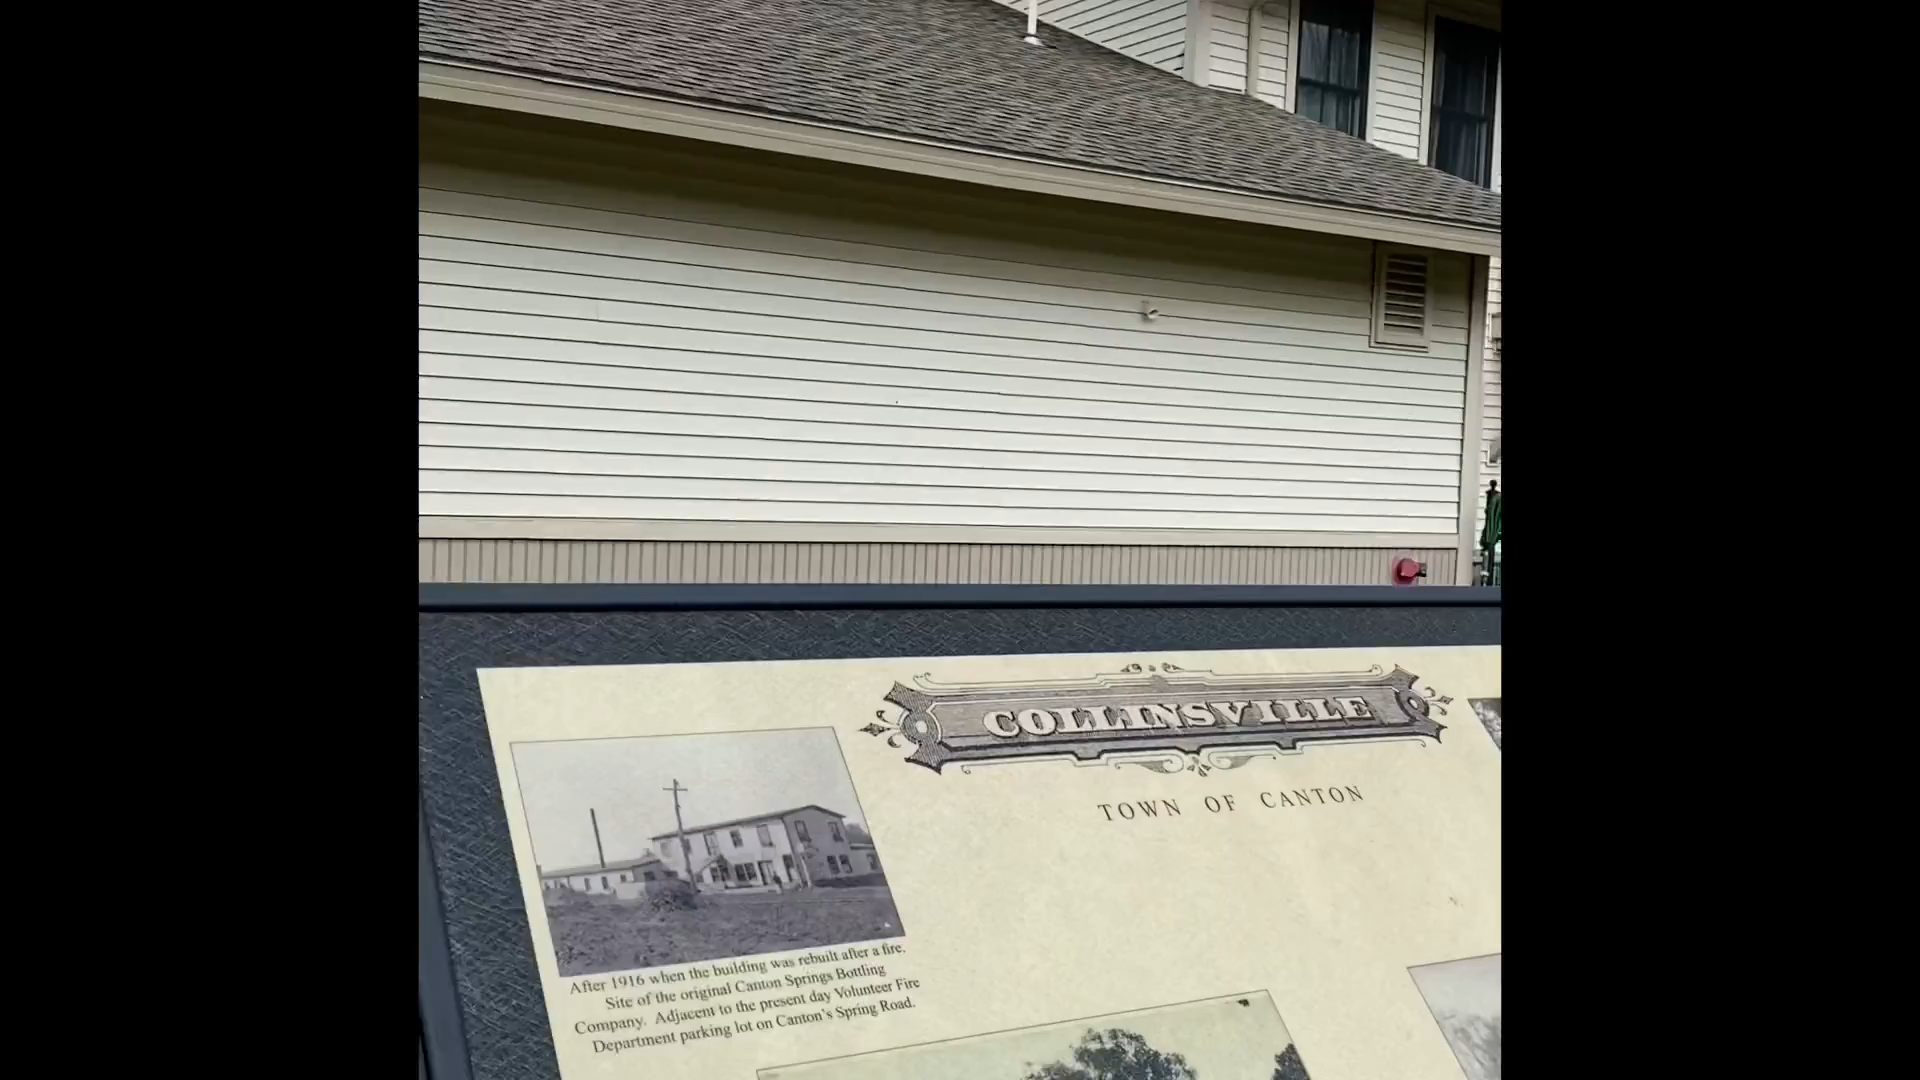 COLLINSVILLE
TOWN OF CANTON
After 1916 when the building was rebuilt after a fire.
Site of the original Canton Springs Bottling
Company. Adjacent to the present day Volunteer Fire
Department parking lot on Canton's Spring Road.